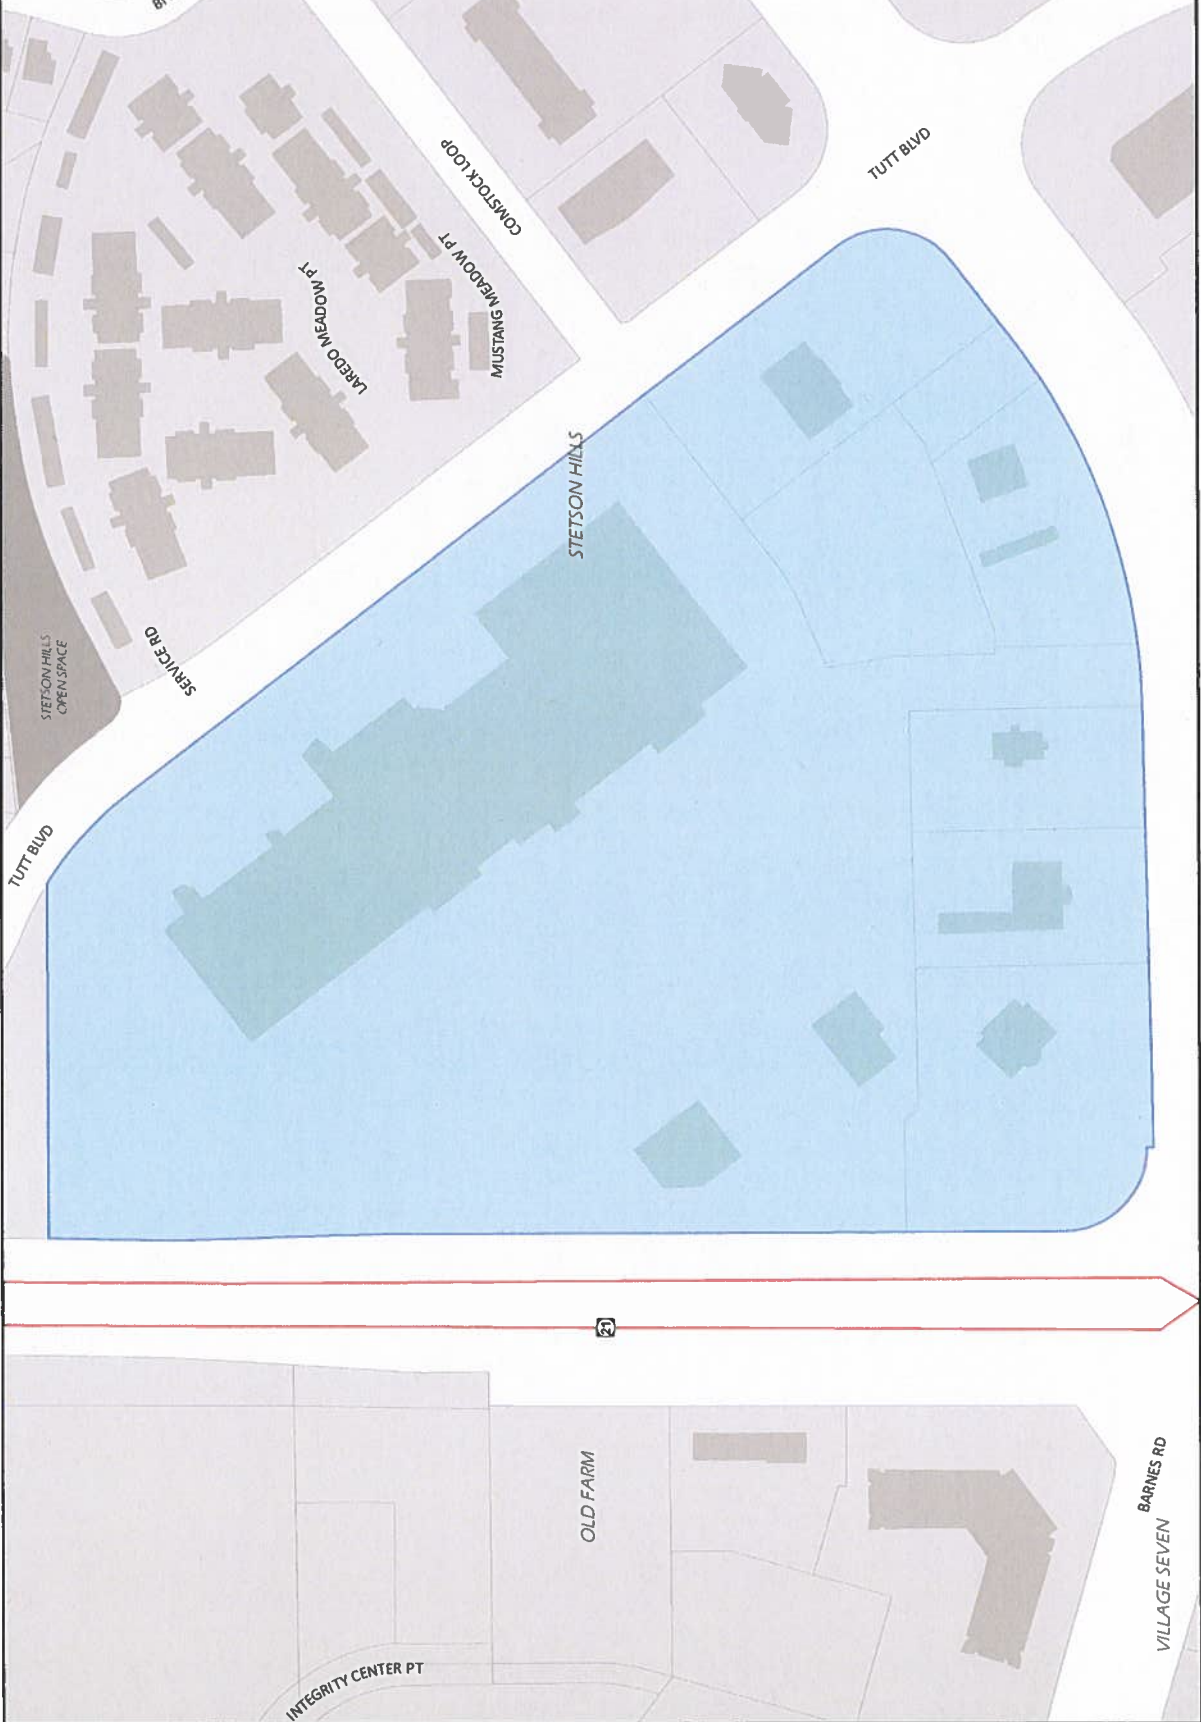 COMSTOCK LOOP
TUTT BLVD
MUSTANG MEADOW PT
LAREDO MEADOW PT
STETSON HILLS
STETSON HILLS
OPEN SPACE
SERVICE RD
TUTT BLVD
21
OLD FARM
BARNES RD
VILLAGE SEVEN
INTEGRITY CENTER PT